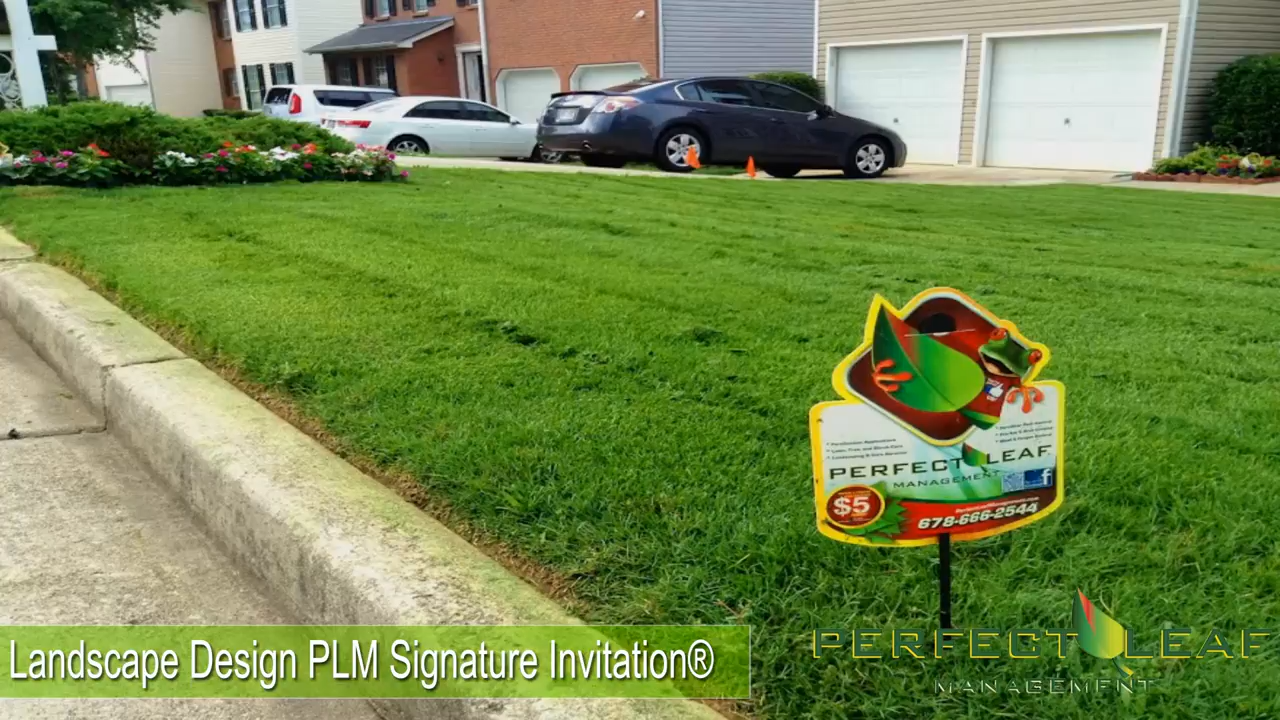 PERFECT LEAF
MANAGEMENT
$5
678-666-2544
Landscape Design PLM Signature Invitation®
PERFECT LEAF
MANAGEMENT